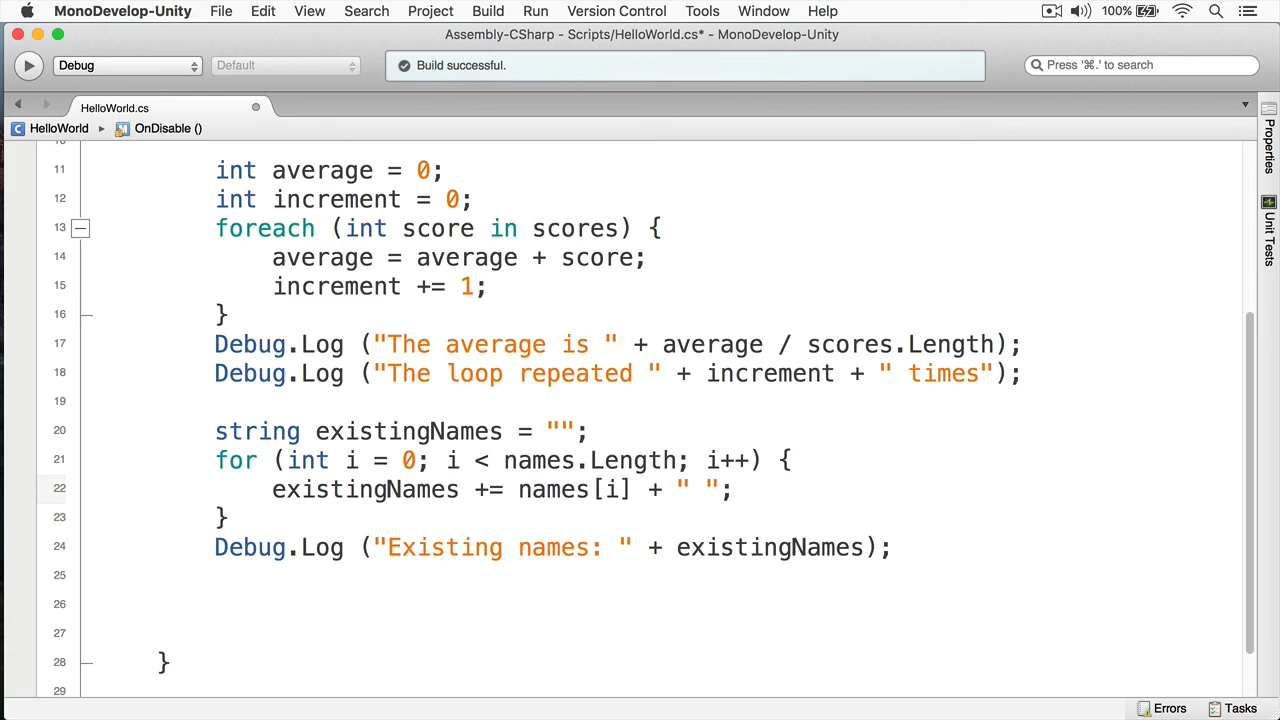 MonoDevelop-Unity File Edit View Search Project Build Run Version Control Tools Window Help 100%
Assembly-CSharp - Scripts/HelloWorld.cs* - MonoDevelop-Unity
Debug Default Build successful. Press '⌘.' to search
HelloWorld.cs
HelloWorld OnDisable ()
Properties
Unit Tests
11 int average = 0;
12 int increment = 0;
13 foreach (int score in scores) {
14 average = average + score;
15 increment += 1;
16 }
17 Debug.Log ("The average is " + average / scores.Length);
18 Debug.Log ("The loop repeated " + increment + " times");
19
20 string existingNames = "";
21 for (int i = 0; i < names.Length; i++) {
22 existingNames += names[i] + " ";
23 }
24 Debug.Log ("Existing names: " + existingNames);
25
26
27
28 }
29
Errors Tasks